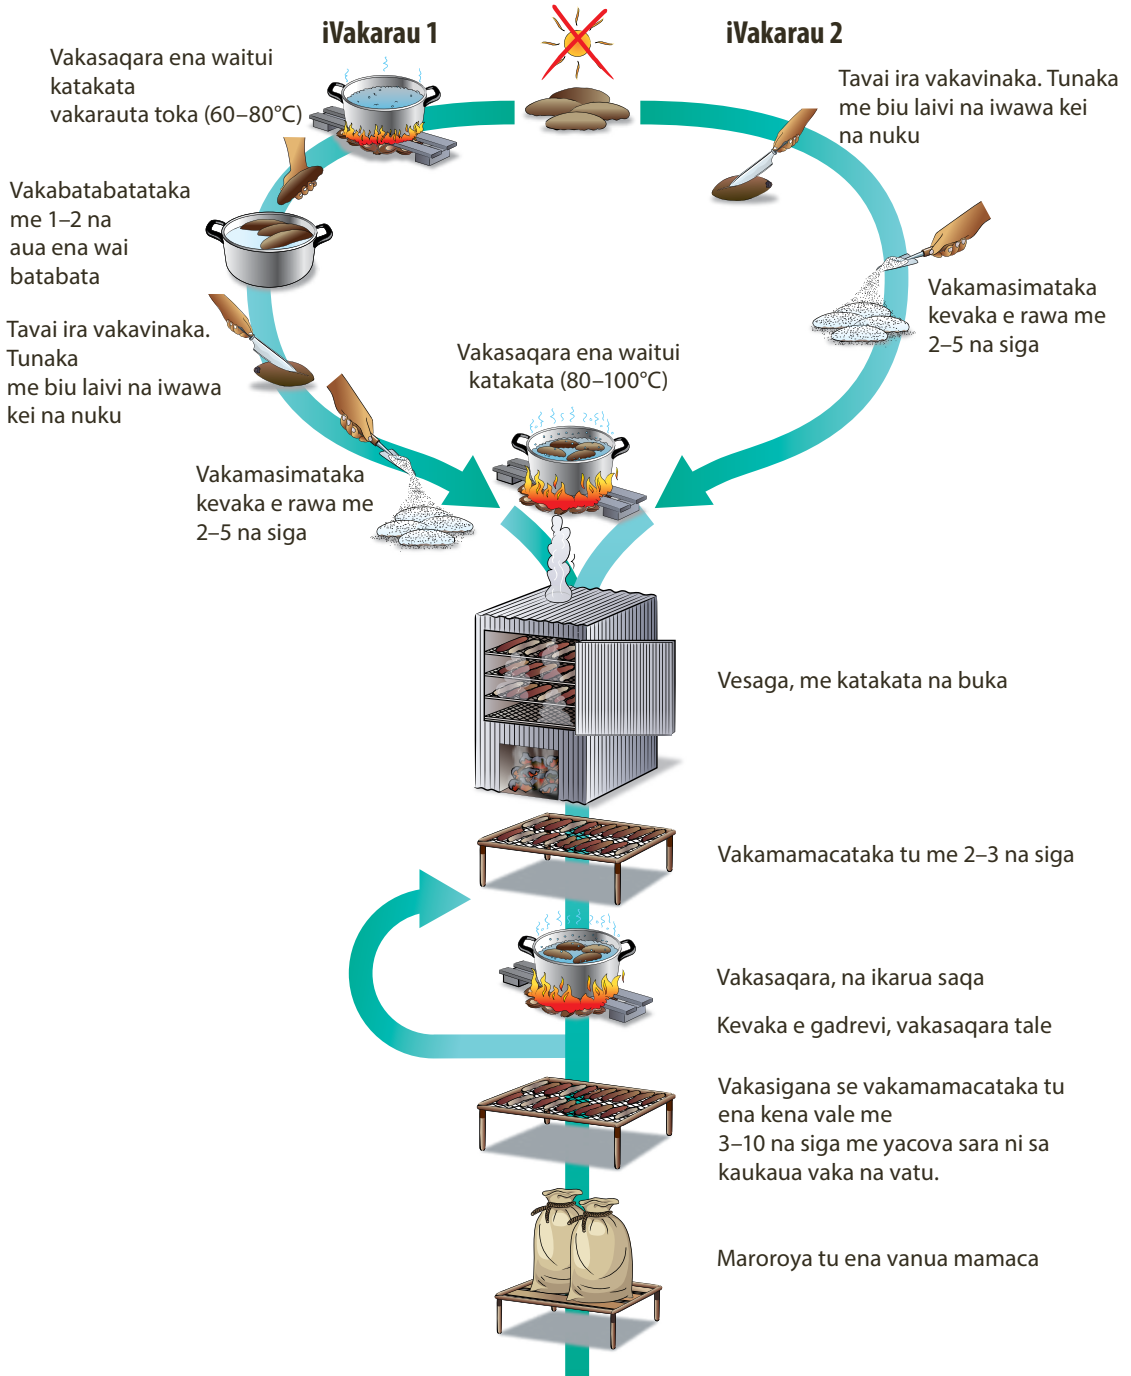 iVakarau 1
Vakasaqara ena waitui
katakata
vakarauta toka (60–80°C)
Vakabatabatataka
me 1–2 na
aua ena wai
batabata
Tavai ira vakavinaka.
Tunaka
me biu laivi na iwawa
kei na nuku
Vakamasimataka
kevaka e rawa me
2–5 na siga
iVakarau 2
Tavai ira vakavinaka. Tunaka
me biu laivi na iwawa kei
na nuku
Vakamasimataka
kevaka e rawa me
2–5 na siga
Vakasaqara ena waitui
katakata (80–100°C)
Vesaga, me katakata na buka
Vakamamacataka tu me 2–3 na siga
Vakasaqara, na ikarua saqa
Kevaka e gadrevi, vakasaqara tale
Vakasigana se vakamamacataka tu
ena kena vale me
3–10 na siga me yacova sara ni sa
kaukaua vaka na vatu.
Maroroya tu ena vanua mamaca